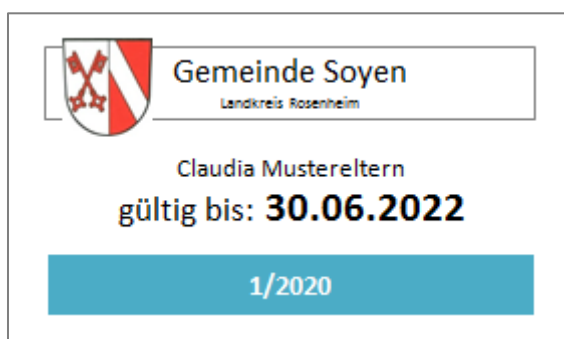 Gemeinde Soyen
Landkreis Rosenheim
Claudia Mustereltern
gültig bis: 30.06.2022
1/2020